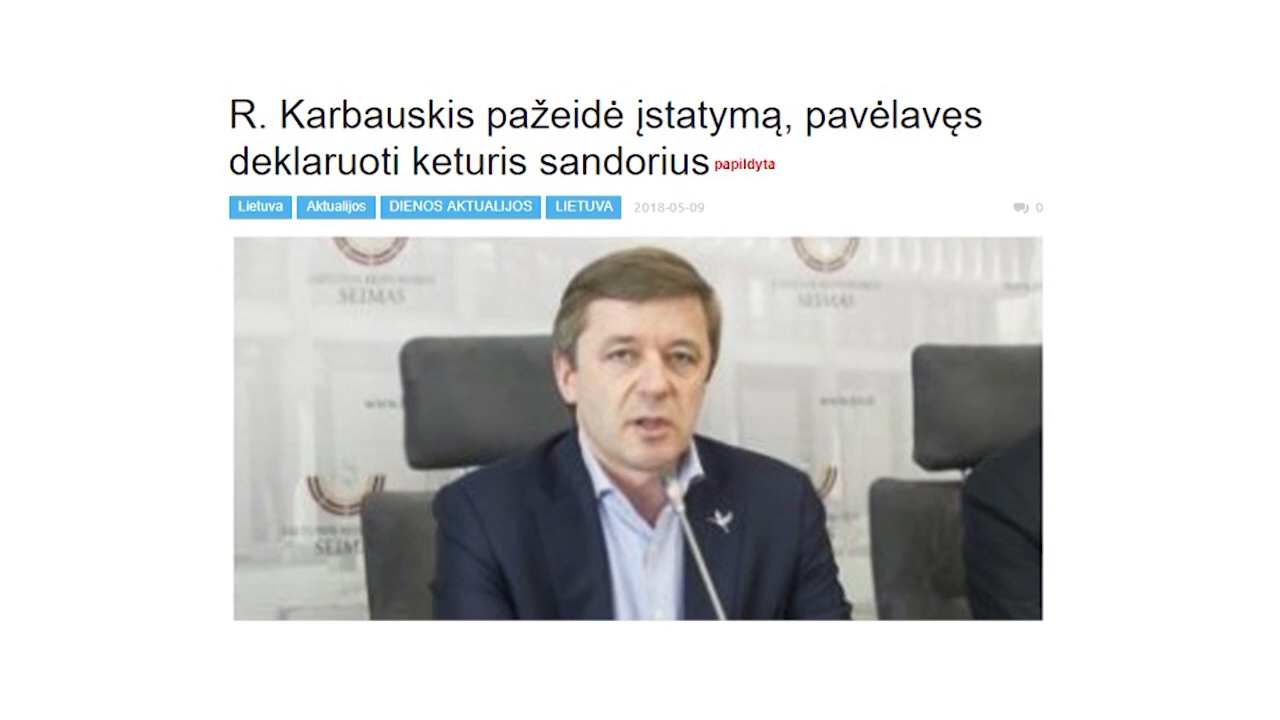 R. Karbauskis pažeidė įstatymą, pavėlavęs
deklaruoti keturis sandorius papildyta
Lietuva Aktualijos DIENOS AKTUALIJOS LIETUVA 2018-05-09 0
SEIMAS
SEIMAS